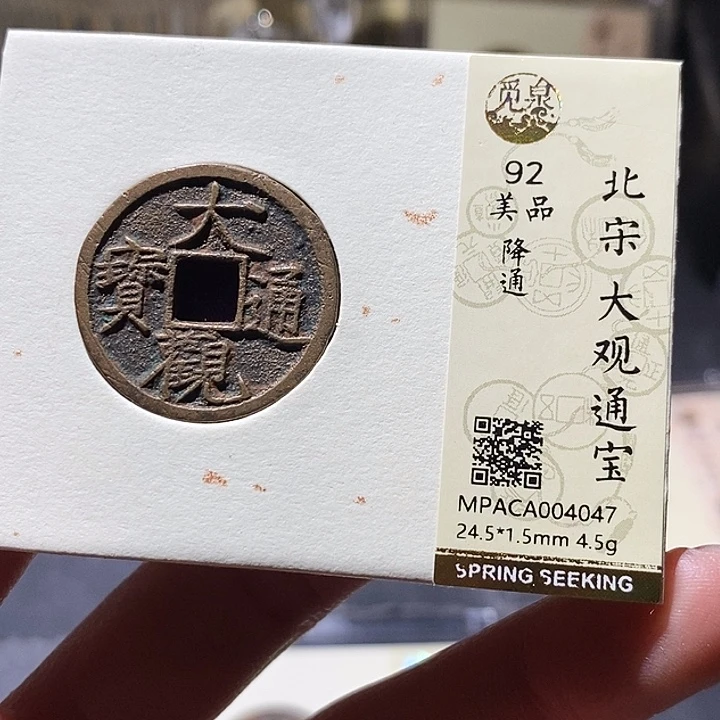 大
觀
通
寶
觅泉
92
美品
降通
北宋大观通宝
MPACA004047
24.5*1.5mm 4.5g
SPRING SEEKING